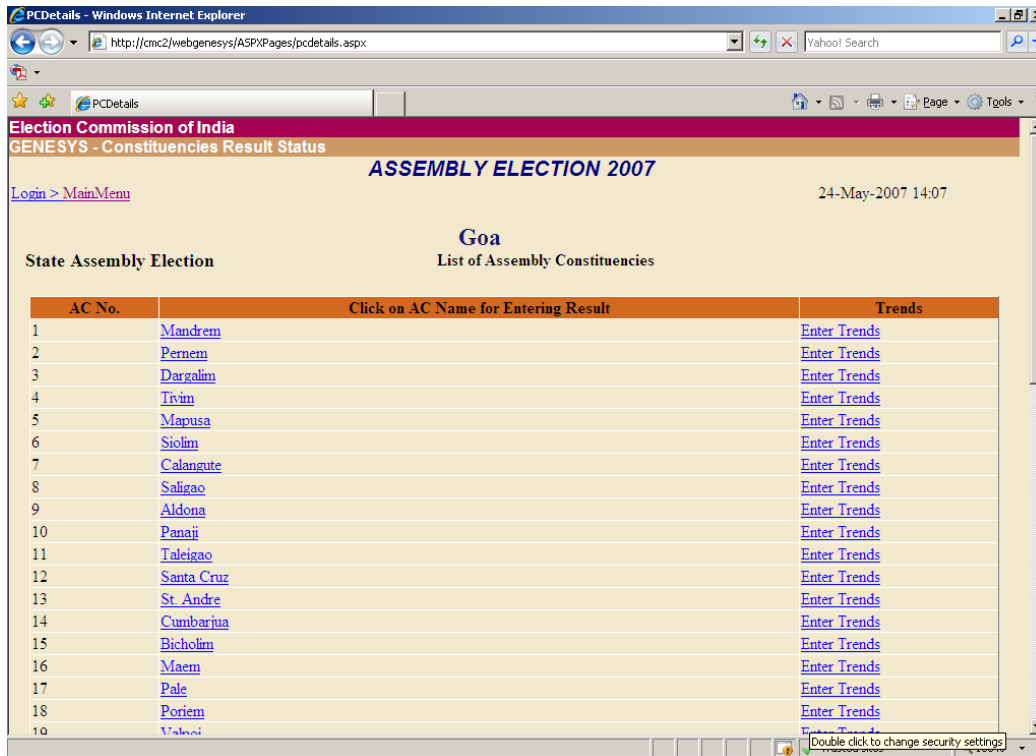 PCDetails - Windows Internet Explorer
http://cmc2/webgenesys/ASPXPages/pcdetails.aspx
Yahoo! Search
PCDetails
Page
Tools
Election Commission of India
GENESYS - Constituencies Result Status
ASSEMBLY ELECTION 2007
Login > MainMenu 24-May-2007 14:07
Goa
State Assembly Election List of Assembly Constituencies
AC No. Click on AC Name for Entering Result Trends
1 Mandrem Enter Trends
2 Pernem Enter Trends
3 Dargalim Enter Trends
4 Tivim Enter Trends
5 Mapusa Enter Trends
6 Siolim Enter Trends
7 Calangute Enter Trends
8 Saligao Enter Trends
9 Aldona Enter Trends
10 Panaji Enter Trends
11 Taleigao Enter Trends
12 Santa Cruz Enter Trends
13 St. Andre Enter Trends
14 Cumbarjua Enter Trends
15 Bicholim Enter Trends
16 Maem Enter Trends
17 Pale Enter Trends
18 Poriem Enter Trends
19 Valpoi
Double click to change security settings